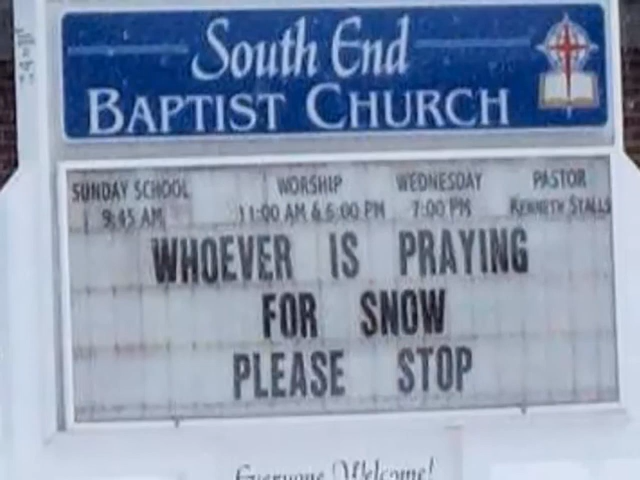 South End
BAPTIST CHURCH
SUNDAY SCHOOL WORSHIP WEDNESDAY PASTOR
9:45 AM 11:00 AM & 6:00 PM 7:00 PM KENNETH STALLS
WHOEVER IS PRAYING
FOR SNOW
PLEASE STOP
Everyone Welcome!